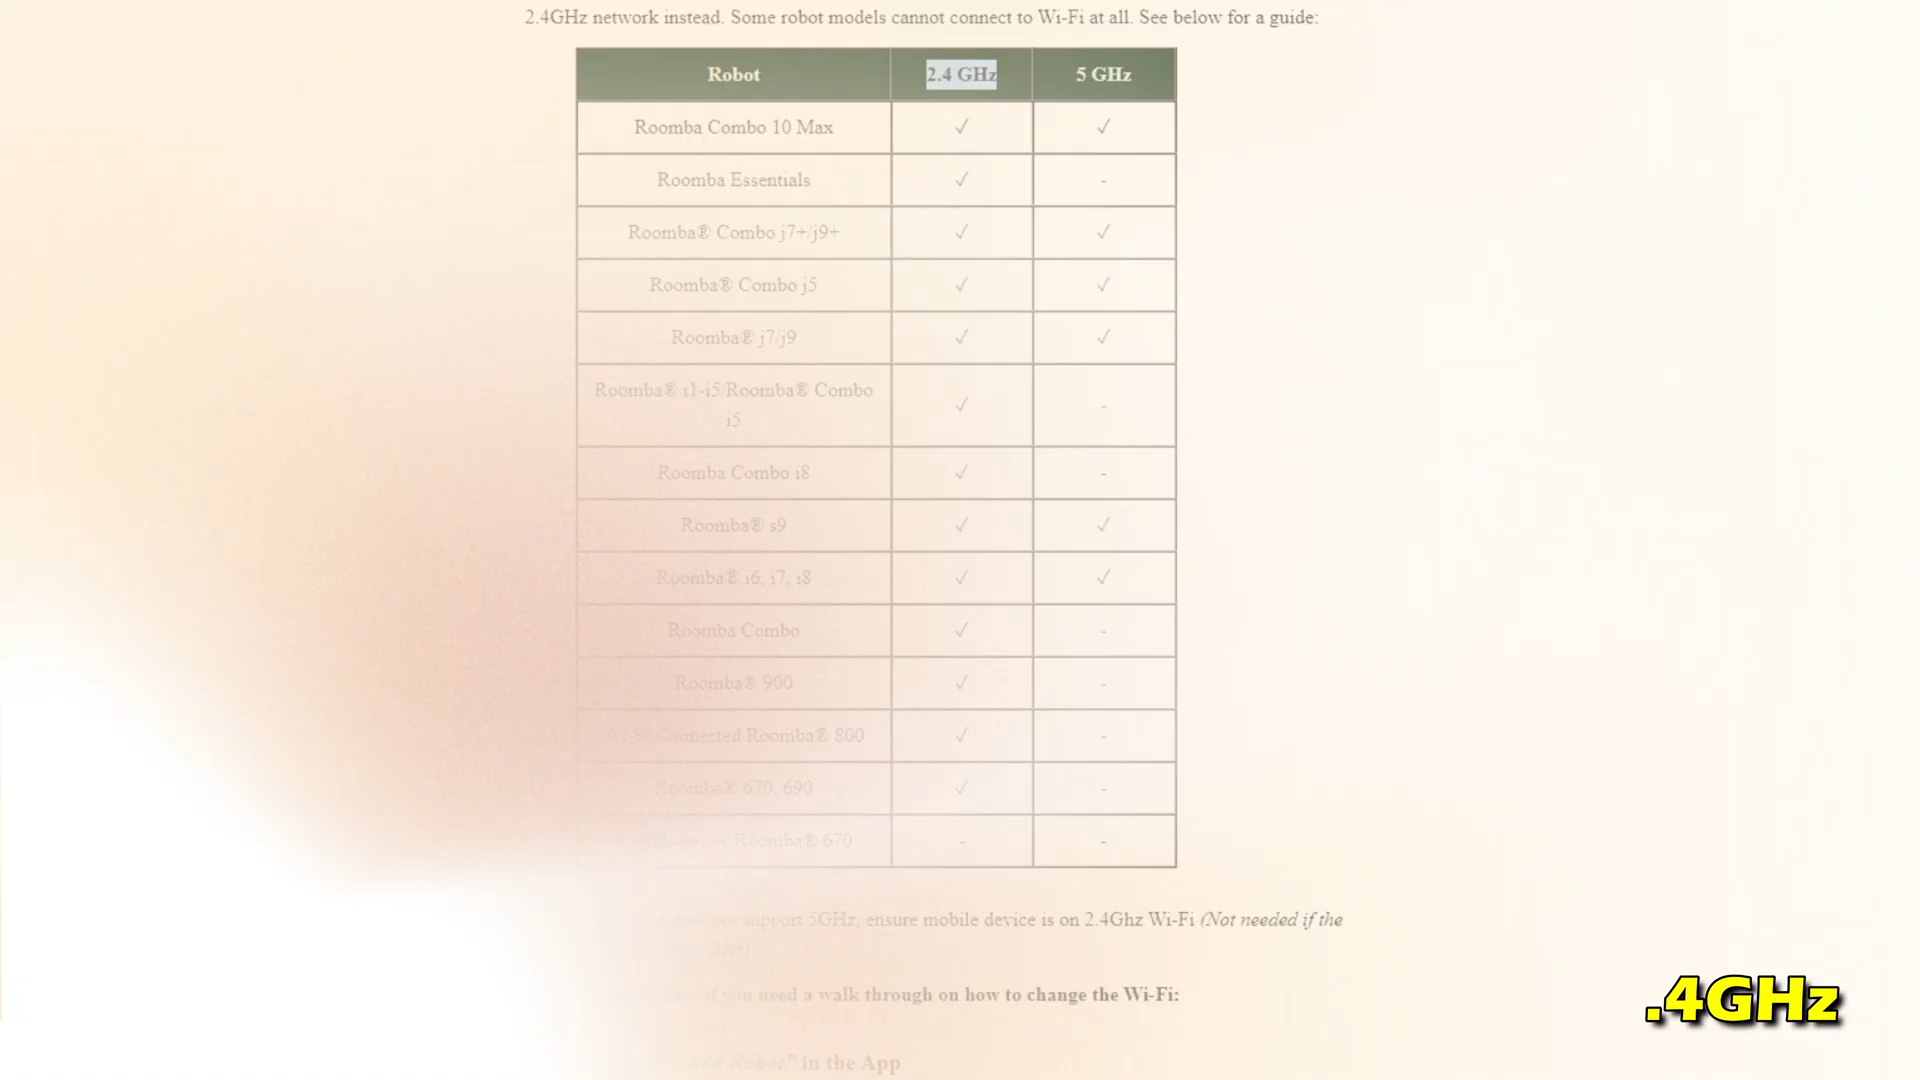 2.4GHz network instead. Some robot models cannot connect to Wi-Fi at all. See below for a guide:
Robot 2.4 GHz 5 GHz
Roomba Combo 10 Max ✓ ✓
Roomba Essentials ✓ -
Roomba® Combo j7+/j9+ ✓ ✓
Roomba® Combo j5 ✓ ✓
Roomba® j7/j9 ✓ ✓
Roomba® i1-i5/Roomba® Combo
i5 ✓ -
Roomba Combo i8 ✓ -
Roomba® s9 ✓ ✓
Roomba® i6, i7, i8 ✓ ✓
Roomba Combo ✓ -
Roomba® 900 ✓ -
Connected Roomba® 800 ✓ -
Roomba® 670, 690 ✓ -
Roomba® 670 - -
not support 5GHz, ensure mobile device is on 2.4Ghz Wi-Fi (Not needed if the
if you need a walk through on how to change the Wi-Fi:
Robot" in the App
.4GHz